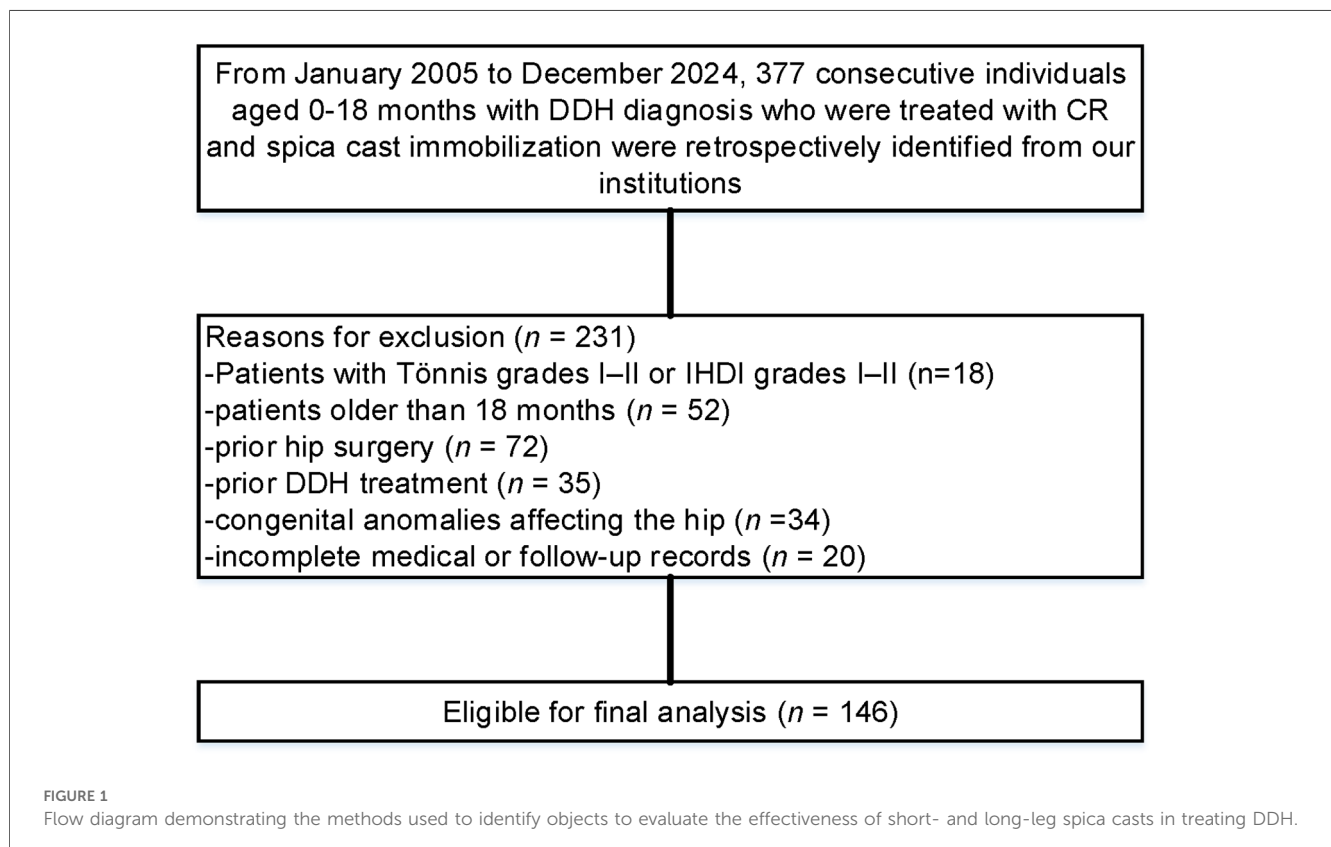 From January 2005 to December 2024, 377 consecutive individuals
aged 0-18 months with DDH diagnosis who were treated with CR
and spica cast immobilization were retrospectively identified from our
institutions
Reasons for exclusion (n = 231)
-Patients with Tönnis grades I–II or IHDI grades I–II (n=18)
-patients older than 18 months (n = 52)
-prior hip surgery (n = 72)
-prior DDH treatment (n = 35)
-congenital anomalies affecting the hip (n =34)
-incomplete medical or follow-up records (n = 20)
Eligible for final analysis (n = 146)
FIGURE 1
Flow diagram demonstrating the methods used to identify objects to evaluate the effectiveness of short- and long-leg spica casts in treating DDH.